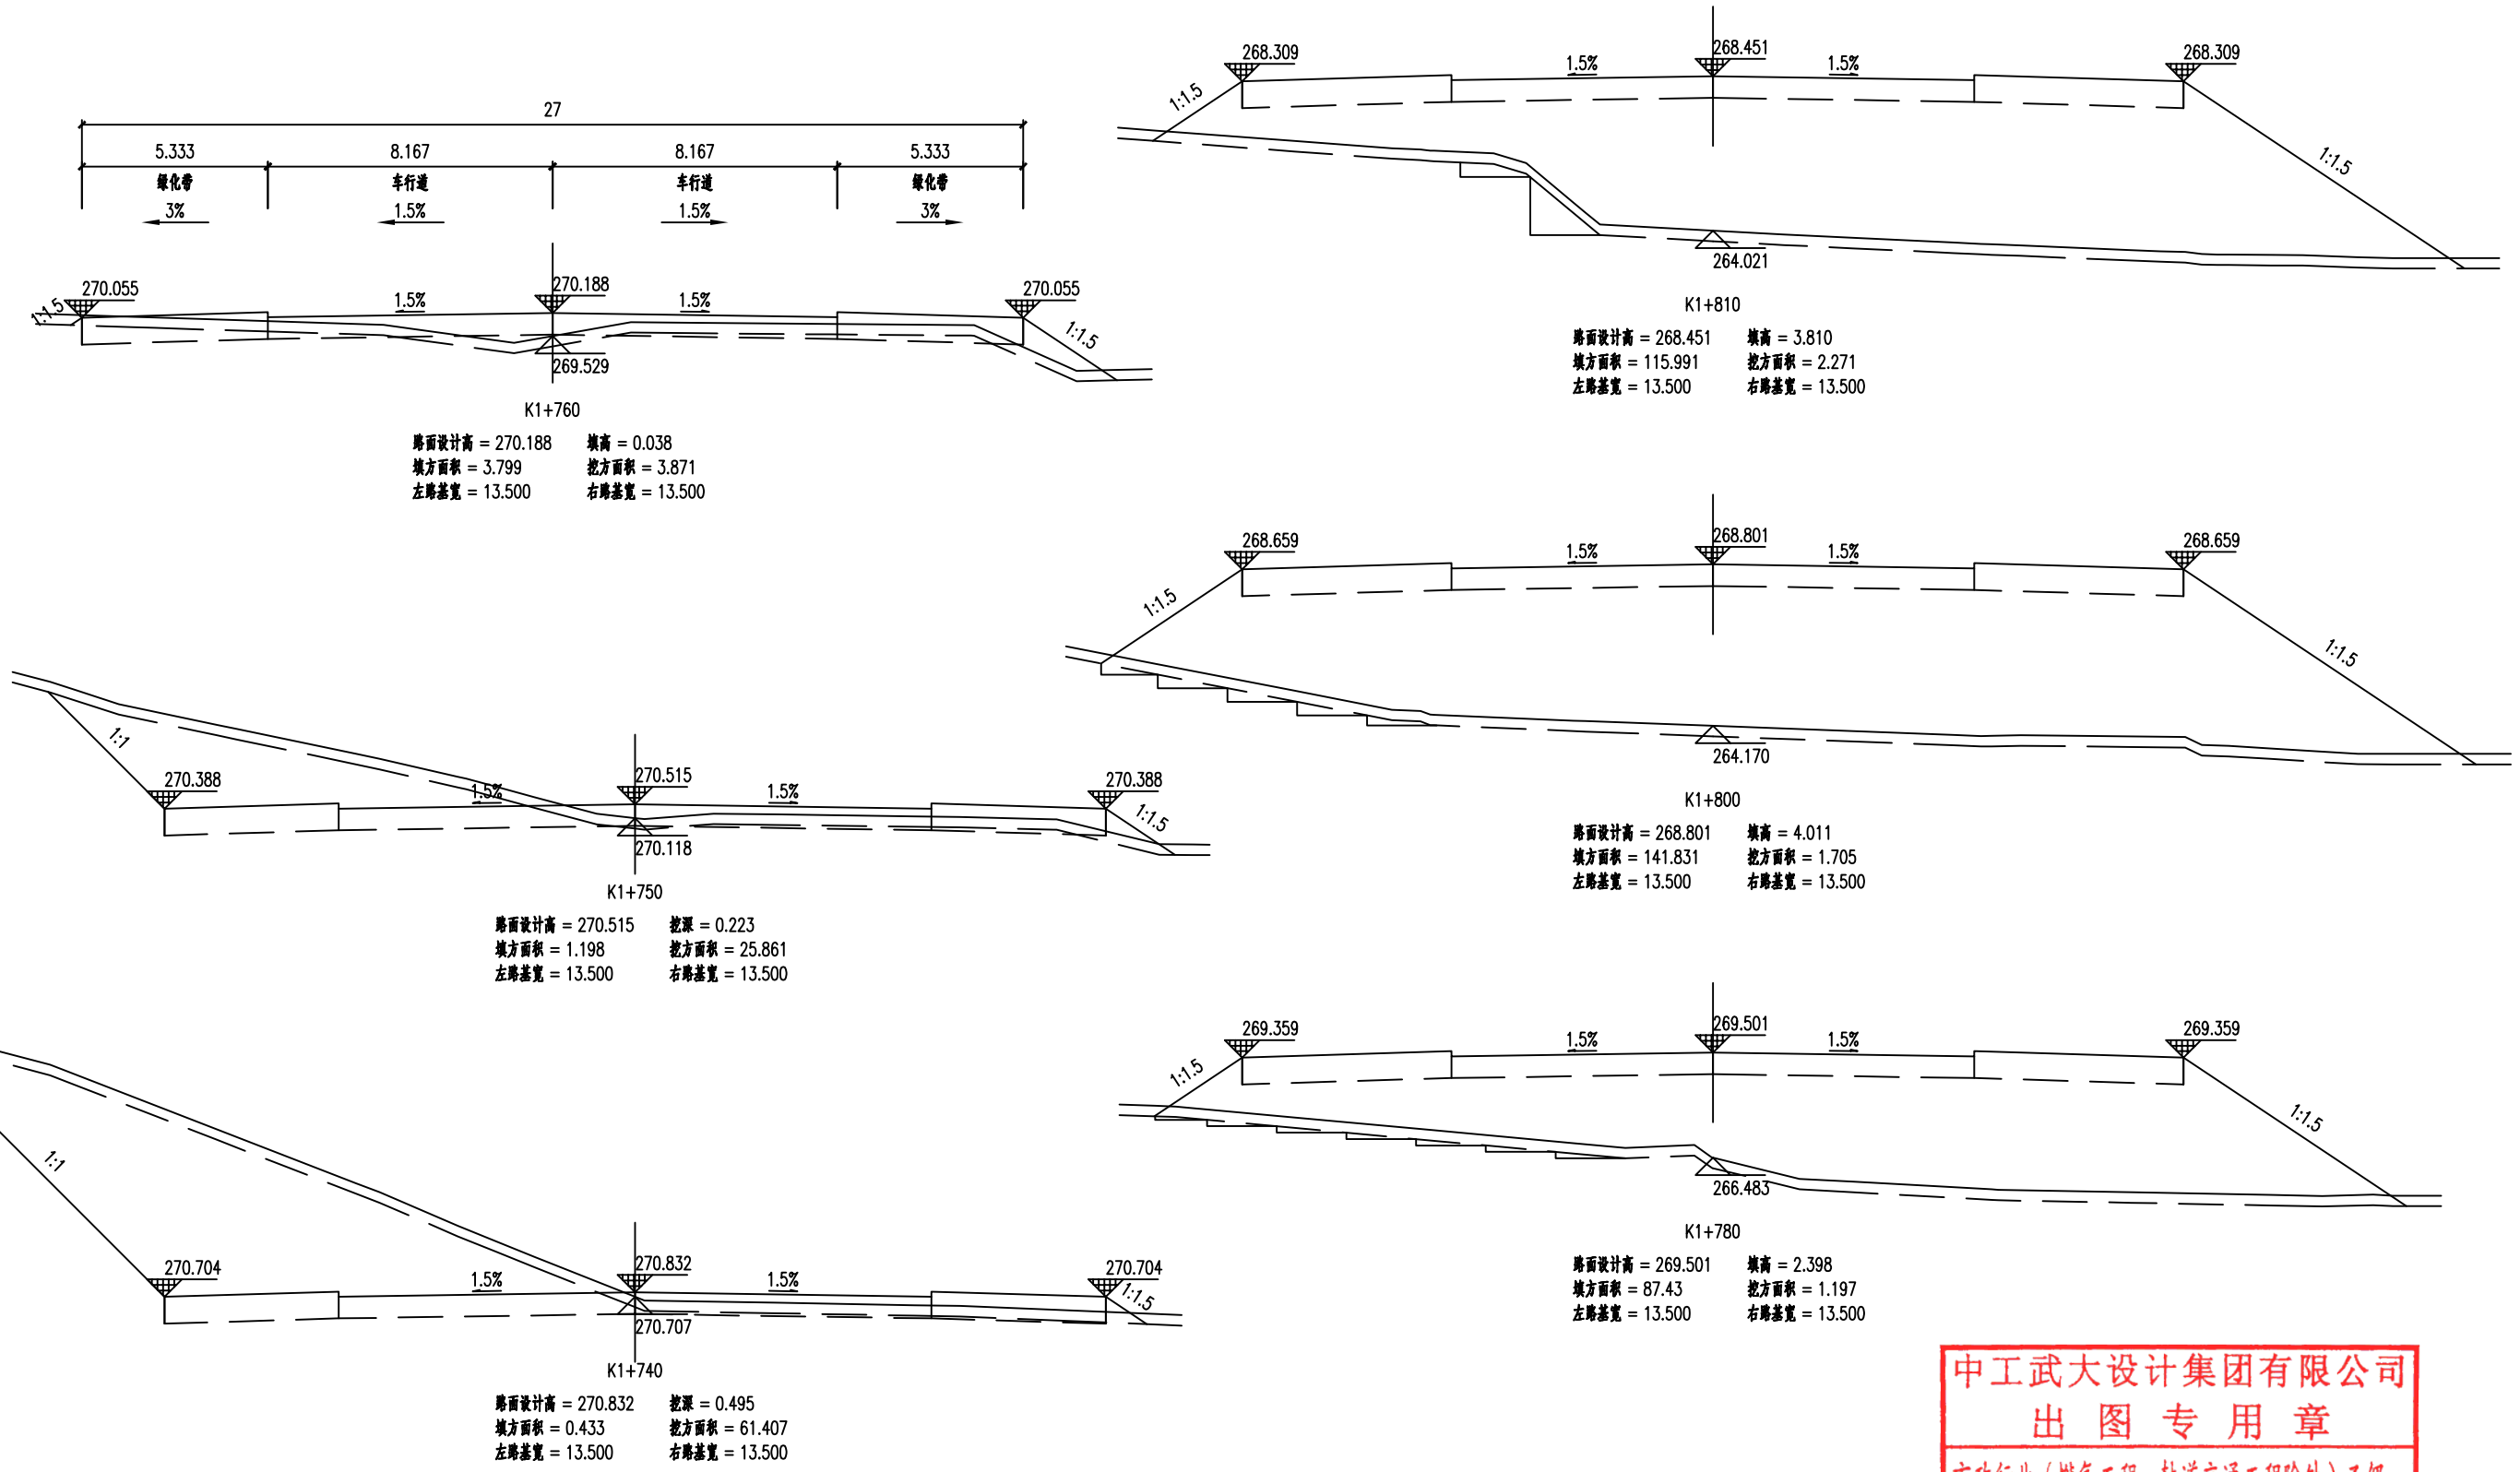 27
5.333 8.167 8.167 5.333
绿化带 车行道 车行道 绿化带
3% 1.5% 1.5% 3%
1:1.5 270.055 1.5% 270.188 1.5% 270.055 1:1.5
269.529
K1+760
路面设计高 = 270.188 填高 = 0.038
填方面积 = 3.799 挖方面积 = 3.871
左路基宽 = 13.500 右路基宽 = 13.500
1:1 270.388 1.5% 270.515 1.5% 270.388 1:1.5
270.118
K1+750
路面设计高 = 270.515 挖深 = 0.223
填方面积 = 1.198 挖方面积 = 25.861
左路基宽 = 13.500 右路基宽 = 13.500
1:1 270.704 1.5% 270.832 1.5% 270.704 1:1.5
270.707
K1+740
路面设计高 = 270.832 挖深 = 0.495
填方面积 = 0.433 挖方面积 = 61.407
左路基宽 = 13.500 右路基宽 = 13.500
1:1.5 268.309 1.5% 268.451 1.5% 268.309 1:1.5
264.021
K1+810
路面设计高 = 268.451 填高 = 3.810
填方面积 = 115.991 挖方面积 = 2.271
左路基宽 = 13.500 右路基宽 = 13.500
1:1.5 268.659 1.5% 268.801 1.5% 268.659 1:1.5
264.170
K1+800
路面设计高 = 268.801 填高 = 4.011
填方面积 = 141.831 挖方面积 = 1.705
左路基宽 = 13.500 右路基宽 = 13.500
1:1.5 269.359 1.5% 269.501 1.5% 269.359 1:1.5
266.483
K1+780
路面设计高 = 269.501 填高 = 2.398
填方面积 = 87.43 挖方面积 = 1.197
左路基宽 = 13.500 右路基宽 = 13.500
中工武大设计集团有限公司
出图专用章